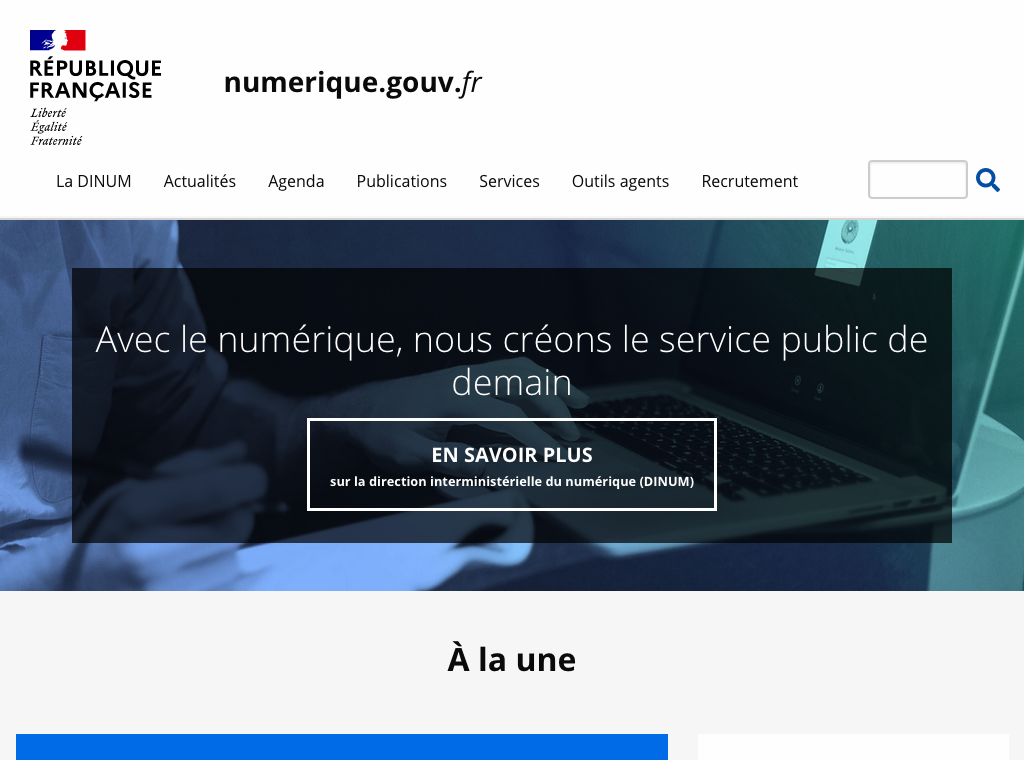 RÉPUBLIQUE
FRANÇAISE
Liberté
Égalité
Fraternité
numerique.gouv.fr
La DINUM
Actualités
Agenda
Publications
Services
Outils agents
Recrutement
Avec le numérique, nous créons le service public de
demain
EN SAVOIR PLUS
sur la direction interministérielle du numérique (DINUM)
À la une